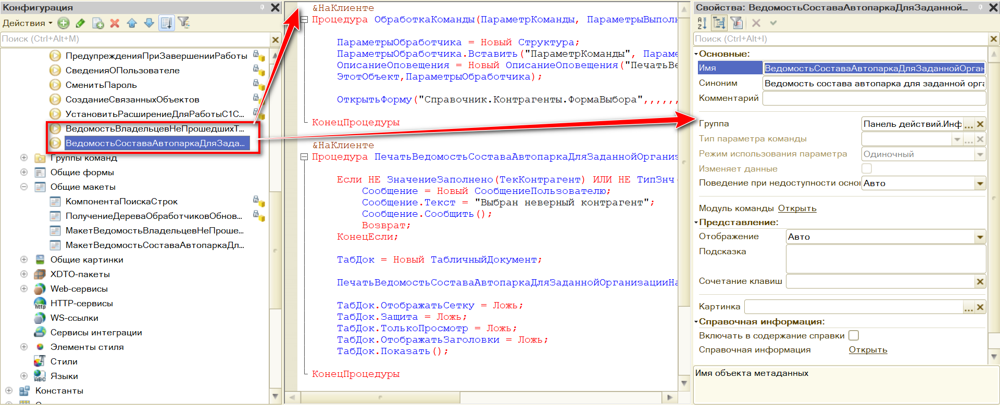 Конфигурация
Действия
Поиск (Ctrl+Alt+M)
ПредупрежденияПриЗавершенииРаботы
СведенияОПользователе
СменитьПароль
СозданиеСвязанныхОбъектов
УстановитьРасширениеДляРаботыС1С...
ВедомостьВладельцевНеПрошедшихТ...
ВедомостьСоставаАвтопаркаДляЗада...
Группы команд
Общие формы
Общие макеты
КомпонентаПоискаСтрок
ПолучениеДереваОбработчиковОбнов...
МакетВедомостьВладельцевНеПроше...
МакетВедомостьСоставаАвтопаркаДл...
Общие картинки
XDTO-пакеты
Web-сервисы
HTTP-сервисы
WS-ссылки
Сервисы интеграции
Элементы стиля
Стили
Языки
Константы
&НаКлиенте
Процедура ОбработкаКоманды(ПараметрКоманды, ПараметрыВыполн
ПараметрыОбработчика = Новый Структура;
ПараметрыОбработчика.Вставить("ПараметрКоманды", Параме
ОписаниеОповещения = Новый ОписаниеОповещения("ПечатьВе
ЭтотОбъект,ПараметрыОбработчика);
ОткрытьФорму("Справочник.Контрагенты.ФормаВыбора",,,,,,
КонецПроцедуры
&НаКлиенте
Процедура ПечатьВедомостьСоставаАвтопаркаДляЗаданнойОрганиз
Если НЕ ЗначениеЗаполнено(ТекКонтрагент) ИЛИ НЕ ТипЗнч(
Сообщение = Новый СообщениеПользователю;
Сообщение.Текст = "Выбран неверный контрагент";
Сообщение.Сообщить();
Возврат;
КонецЕсли;
ТабДок = Новый ТабличныйДокумент;
ПечатьВедомостьСоставаАвтопаркаДляЗаданнойОрганизацииНа
ТабДок.ОтображатьСетку = Ложь;
ТабДок.Защита = Ложь;
ТабДок.ТолькоПросмотр = Ложь;
ТабДок.ОтображатьЗаголовки = Ложь;
ТабДок.Показать();
КонецПроцедуры
Свойства: ВедомостьСоставаАвтопаркаДляЗаданной...
Поиск (Ctrl+Alt+I)
Основные:
Имя ВедомостьСоставаАвтопаркаДляЗаданнойОрган
Синоним Ведомость состава автопарка для заданной орга
Комментарий
Группа Панель действий.Инф ...
Тип параметра команды ...
Режим использования параметра Одиночный
Изменяет данные
Поведение при недоступности осно Авто
Модуль команды Открыть
Представление:
Отображение Авто
Подсказка
Сочетание клавиш
Картинка ...
Справочная информация:
Включать в содержание справки
Справочная информация Открыть
Имя объекта метаданных